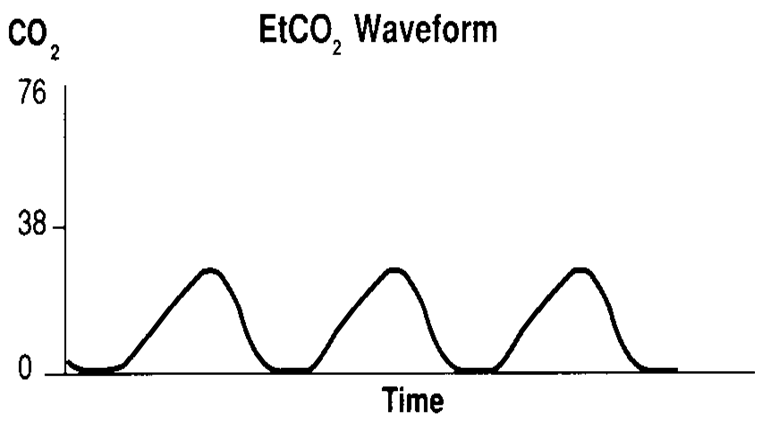 EtCO₂ Waveform
CO₂
76
38
0
Time